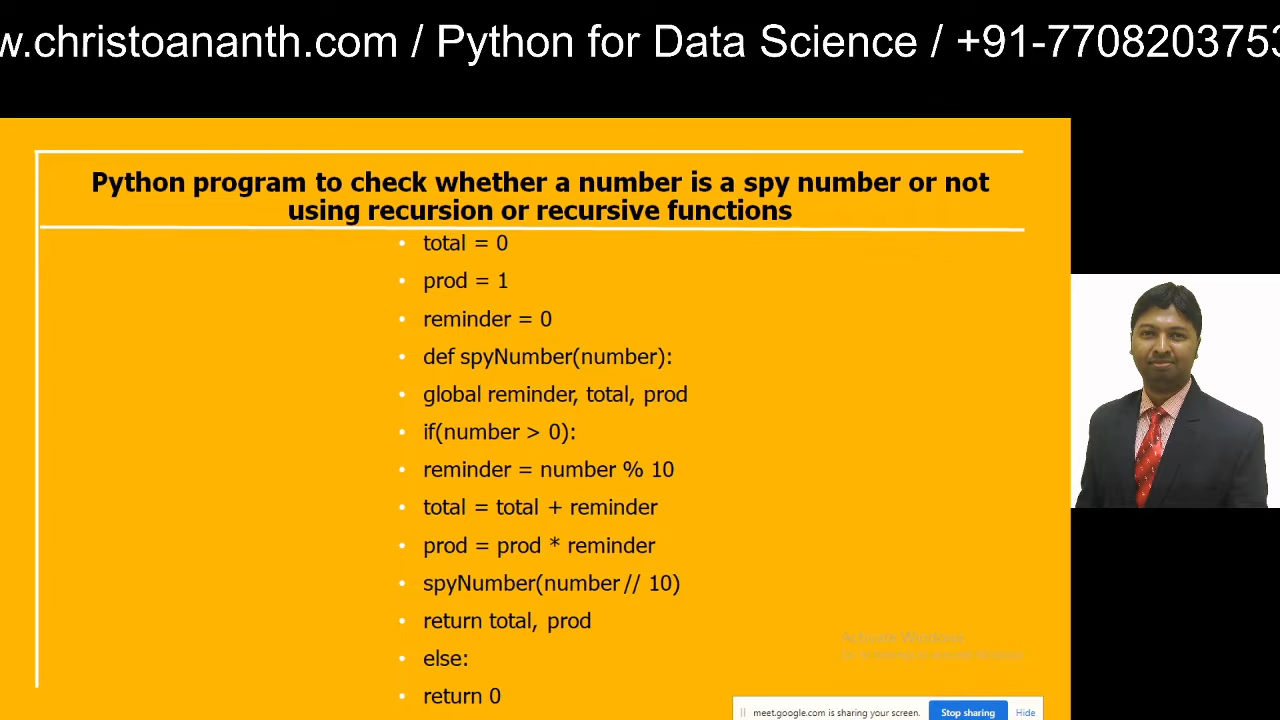 w.christoananth.com / Python for Data Science / +91-7708203753
Python program to check whether a number is a spy number or not
using recursion or recursive functions
• total = 0
• prod = 1
• reminder = 0
• def spyNumber(number):
• global reminder, total, prod
• if(number > 0):
• reminder = number % 10
• total = total + reminder
• prod = prod * reminder
• spyNumber(number // 10)
• return total, prod
• else:
• return 0
Activate Windows
meet.google.com is sharing your screen. Stop sharing Hide